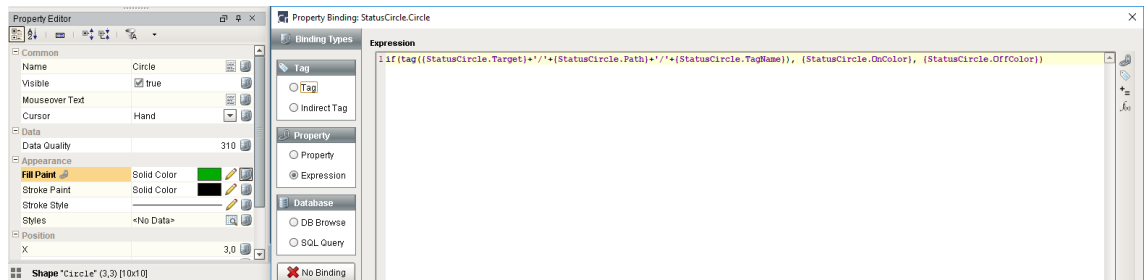 Property Editor
Common
Name Circle
Visible true
Mouseover Text
Cursor Hand
Data
Data Quality 310
Appearance
Fill Paint Solid Color
Stroke Paint Solid Color
Stroke Style
Styles <No Data>
Position
X 3,0
Shape "Circle" (3,3) [10x10]
Property Binding: StatusCircle.Circle
Binding Types
Tag
Tag
Indirect Tag
Property
Property
Expression
Database
DB Browse
SQL Query
No Binding
Expression
1 if(tag({StatusCircle.Target}+'/'+{StatusCircle.Path}+'/'+{StatusCircle.TagName}), {StatusCircle.OnColor}, {StatusCircle.OffColor})
f(x)